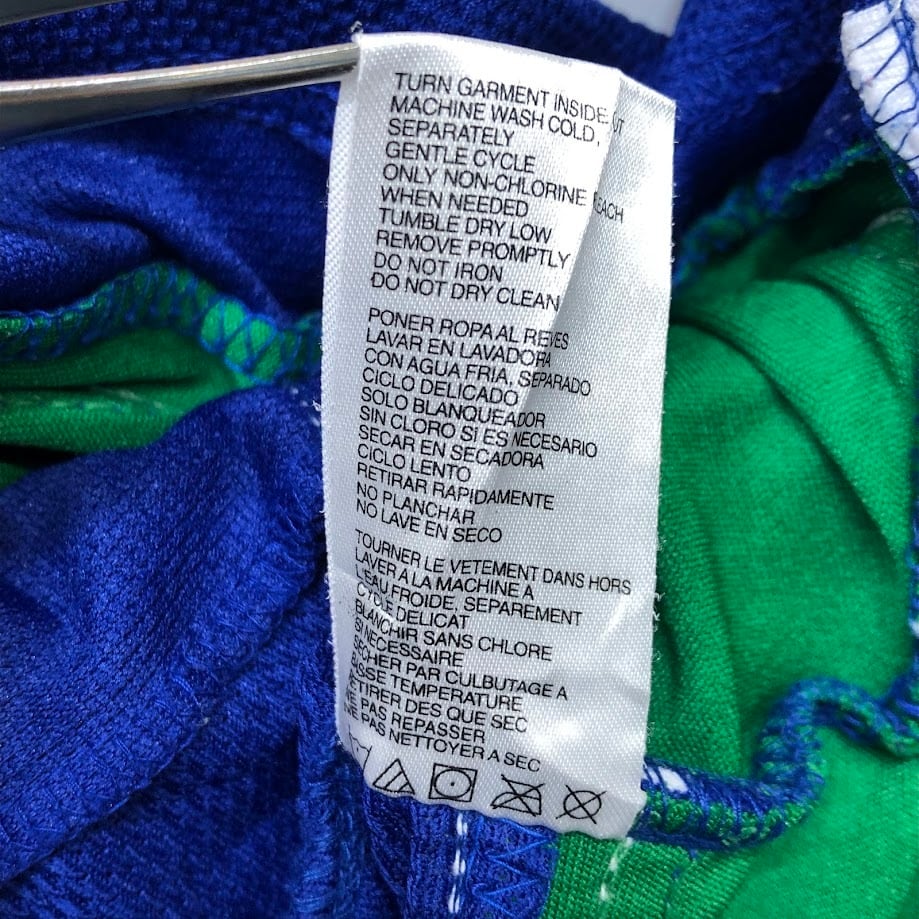 TURN GARMENT INSIDE
MACHINE WASH COLD,
SEPARATELY
GENTLE CYCLE
ONLY NON-CHLORINE
WHEN NEEDED
TUMBLE DRY LOW
REMOVE PROMPTLY
DO NOT IRON
DO NOT DRY CLEAN
PONER ROPA AL REVES
LAVAR EN LAVADORA
CON AGUA FRIA, SEPARADO
CICLO DELICADO
SOLO BLANQUEADOR
SIN CLORO SI ES NECESARIO
SECAR EN SECADORA
CICLO LENTO
RETIRAR RAPIDAMENTE
NO PLANCHAR
NO LAVE EN SECO
TOURNER LE VETEMENT DANS HORS
LAVER A LA MACHINE A
L'EAU FROIDE, SEPAREMENT
CYCLE DELICAT
BLANCHIR SANS CHLORE
SI NECESSAIRE
SECHER PAR CULBUTAGE A
BASSE TEMPERATURE
RETIRER DES QUE SEC
NE PAS REPASSER
NE PAS NETTOYER A SEC